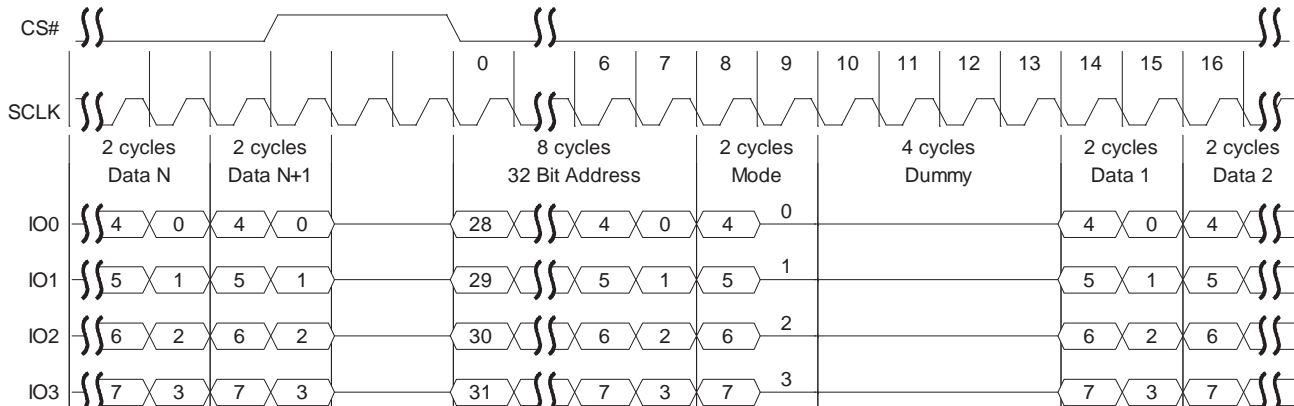 CS#
0 6 7 8 9 10 11 12 13 14 15 16
SCLK
2 cycles 2 cycles 8 cycles 2 cycles 4 cycles 2 cycles 2 cycles
Data N Data N+1 32 Bit Address Mode Dummy Data 1 Data 2
IO0 4 0 4 0 28 4 0 4 0 4 0 4
IO1 5 1 5 1 29 5 1 5 1 5 1 5
IO2 6 2 6 2 30 6 2 6 2 6 2 6
IO3 7 3 7 3 31 7 3 7 3 7 3 7